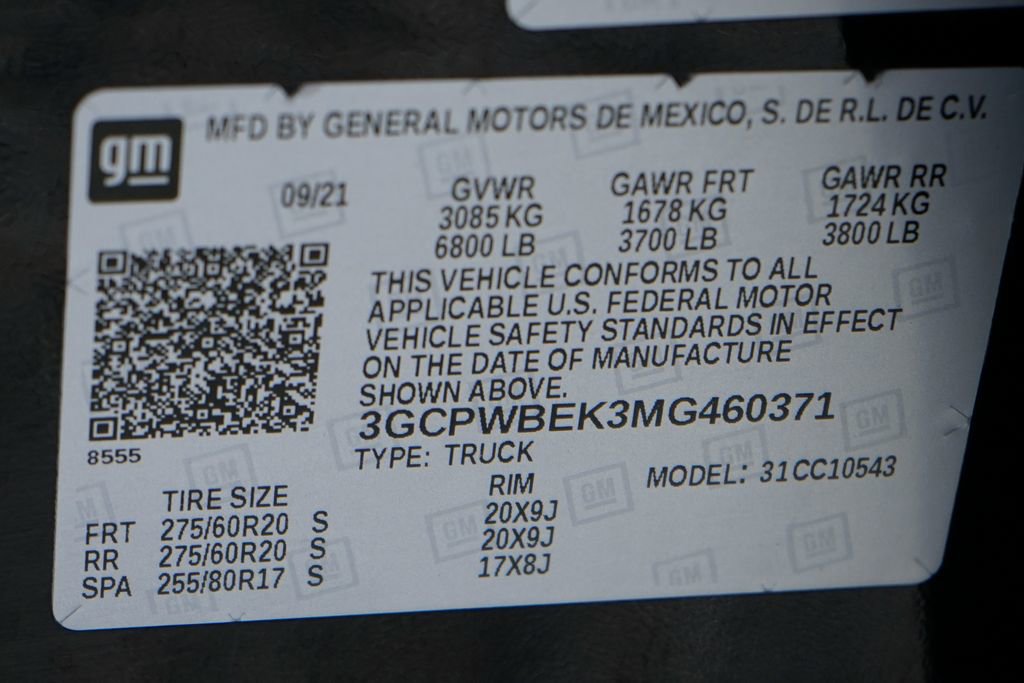 gm
MFD BY GENERAL MOTORS DE MEXICO, S. DE R.L. DE C.V.
09/21 GVWR GAWR FRT GAWR RR
3085 KG 1678 KG 1724 KG
6800 LB 3700 LB 3800 LB
THIS VEHICLE CONFORMS TO ALL
APPLICABLE U.S. FEDERAL MOTOR
VEHICLE SAFETY STANDARDS IN EFFECT
ON THE DATE OF MANUFACTURE
SHOWN ABOVE.
3GCPWBEK3MG460371
8555
TYPE: TRUCK
MODEL: 31CC10543
TIRE SIZE RIM
FRT 275/60R20 S 20X9J
RR 275/60R20 S 20X9J
SPA 255/80R17 S 17X8J